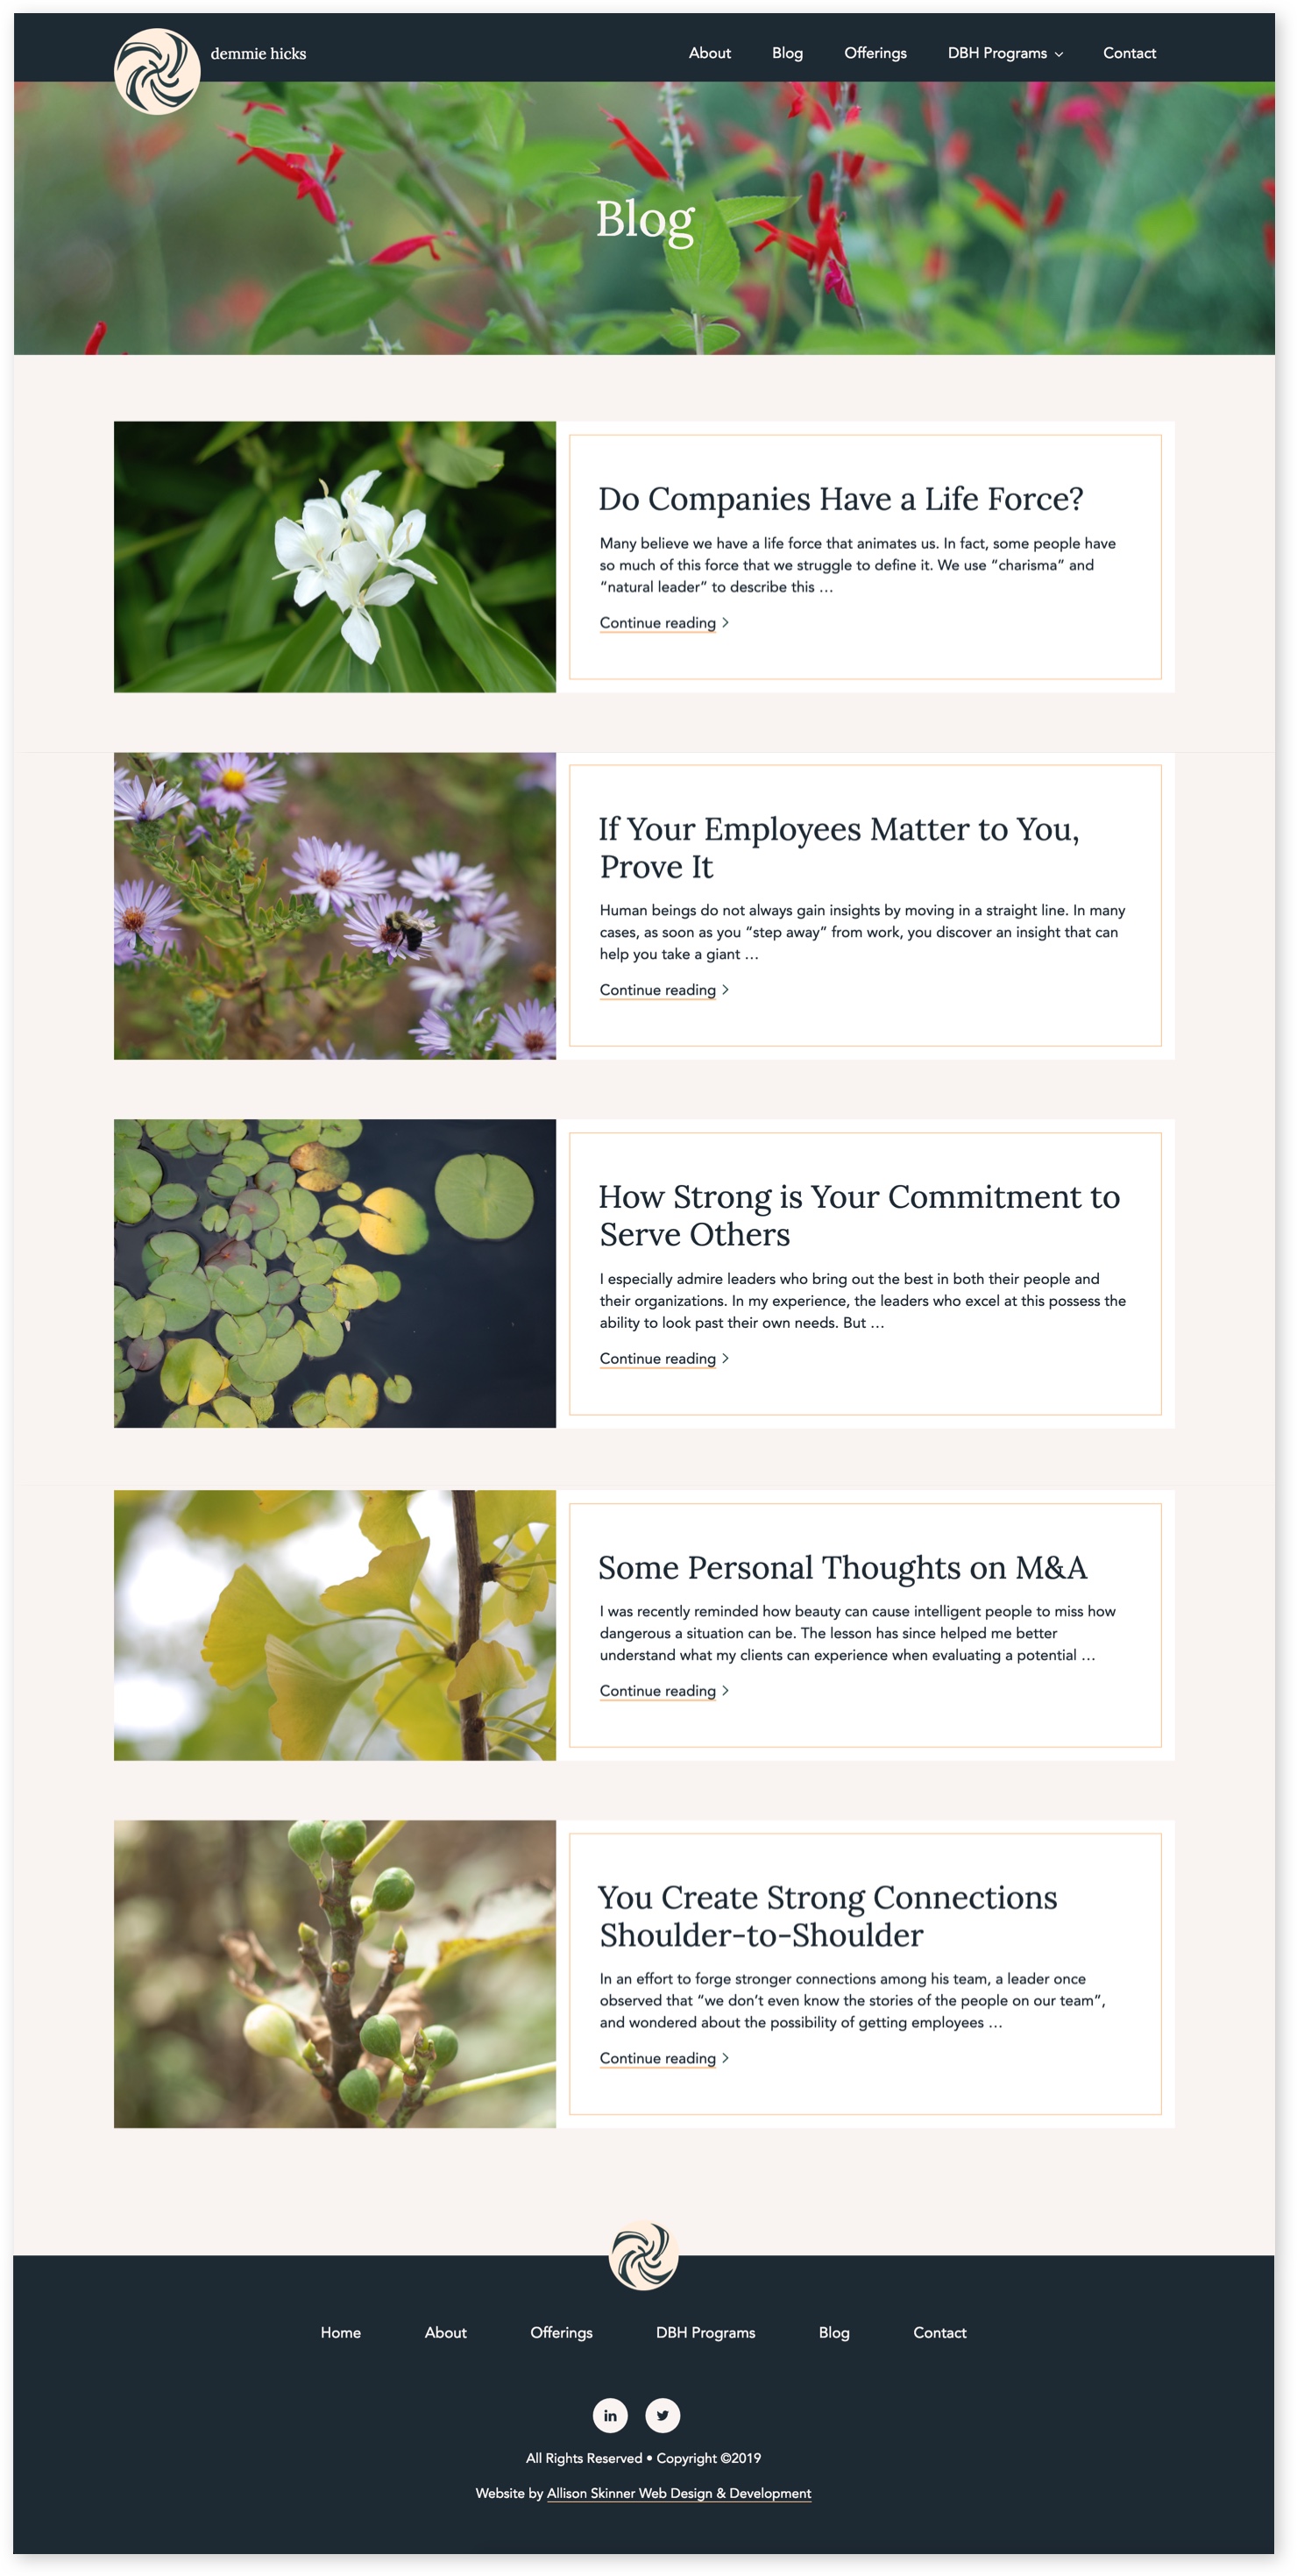 demmie hicks
About Blog Offerings DBH Programs Contact
Blog
Do Companies Have a Life Force?
Many believe we have a life force that animates us. In fact, some people have
so much of this force that we struggle to define it. We use “charisma” and
“natural leader” to describe this …
Continue reading
If Your Employees Matter to You,
Prove It
Human beings do not always gain insights by moving in a straight line. In many
cases, as soon as you “step away” from work, you discover an insight that can
help you take a giant …
Continue reading
How Strong is Your Commitment to
Serve Others
I especially admire leaders who bring out the best in both their people and
their organizations. In my experience, the leaders who excel at this possess the
ability to look past their own needs. But …
Continue reading
Some Personal Thoughts on M&A
I was recently reminded how beauty can cause intelligent people to miss how
dangerous a situation can be. The lesson has since helped me better
understand what my clients can experience when evaluating a potential …
Continue reading
You Create Strong Connections
Shoulder-to-Shoulder
In an effort to forge stronger connections among his team, a leader once
observed that “we don’t even know the stories of the people on our team”,
and wondered about the possibility of getting employees …
Continue reading
Home About Offerings DBH Programs Blog Contact
in
All Rights Reserved • Copyright ©2019
Website by Allison Skinner Web Design & Development